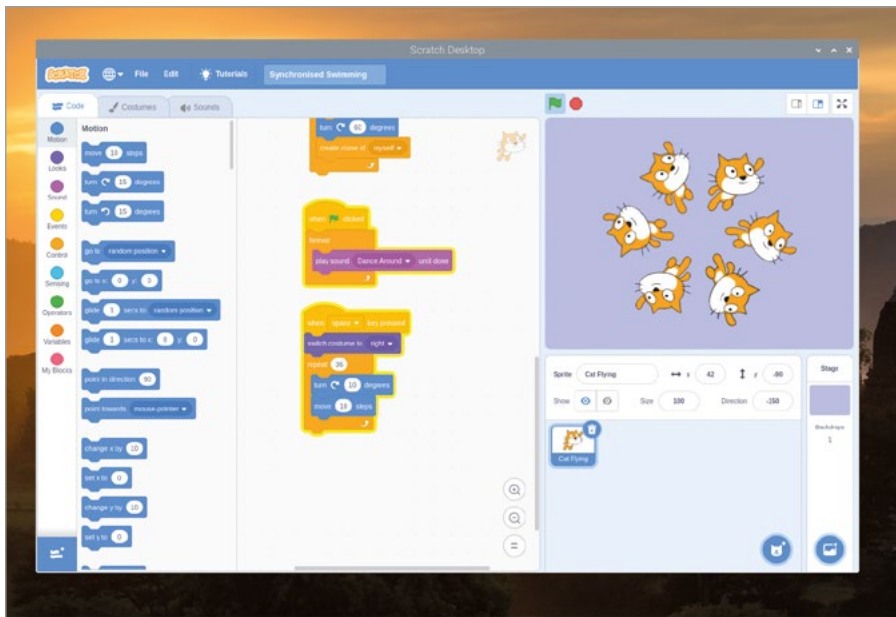 Scratch Desktop
SCRATCH
File Edit Tutorials Synchronised Swimming
Code Costumes Sounds
Motion
Looks
Sound
Events
Control
Sensing
Operators
Variables
My Blocks
Motion
move 10 steps
turn 15 degrees
turn 15 degrees
go to random position
go to x: 0 y: 0
glide 1 secs to random position
glide 1 secs to x: 0 y: 0
point in direction 90
point towards mouse-pointer
change x by 10
set x to 0
change y by 10
set y to 0
turn 60 degrees
create clone of myself
when clicked
forever
play sound Dance Around until done
when space key pressed
switch costume to right
repeat 36
turn 10 degrees
move 10 steps
Sprite Cat Flying x 42 y -90
Show Size 100 Direction -150
Cat Flying
Stage
Backdrops
1